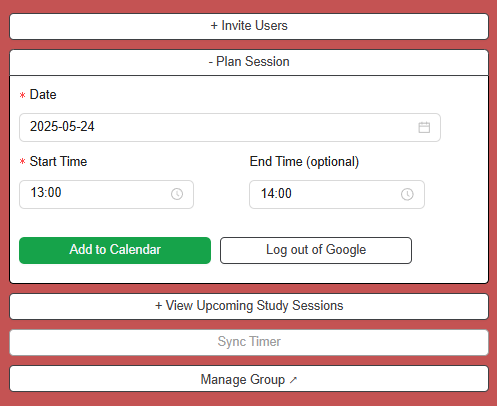 + Invite Users
- Plan Session
* Date
2025-05-24
* Start Time End Time (optional)
13:00 14:00
Add to Calendar Log out of Google
+ View Upcoming Study Sessions
Sync Timer
Manage Group ↗